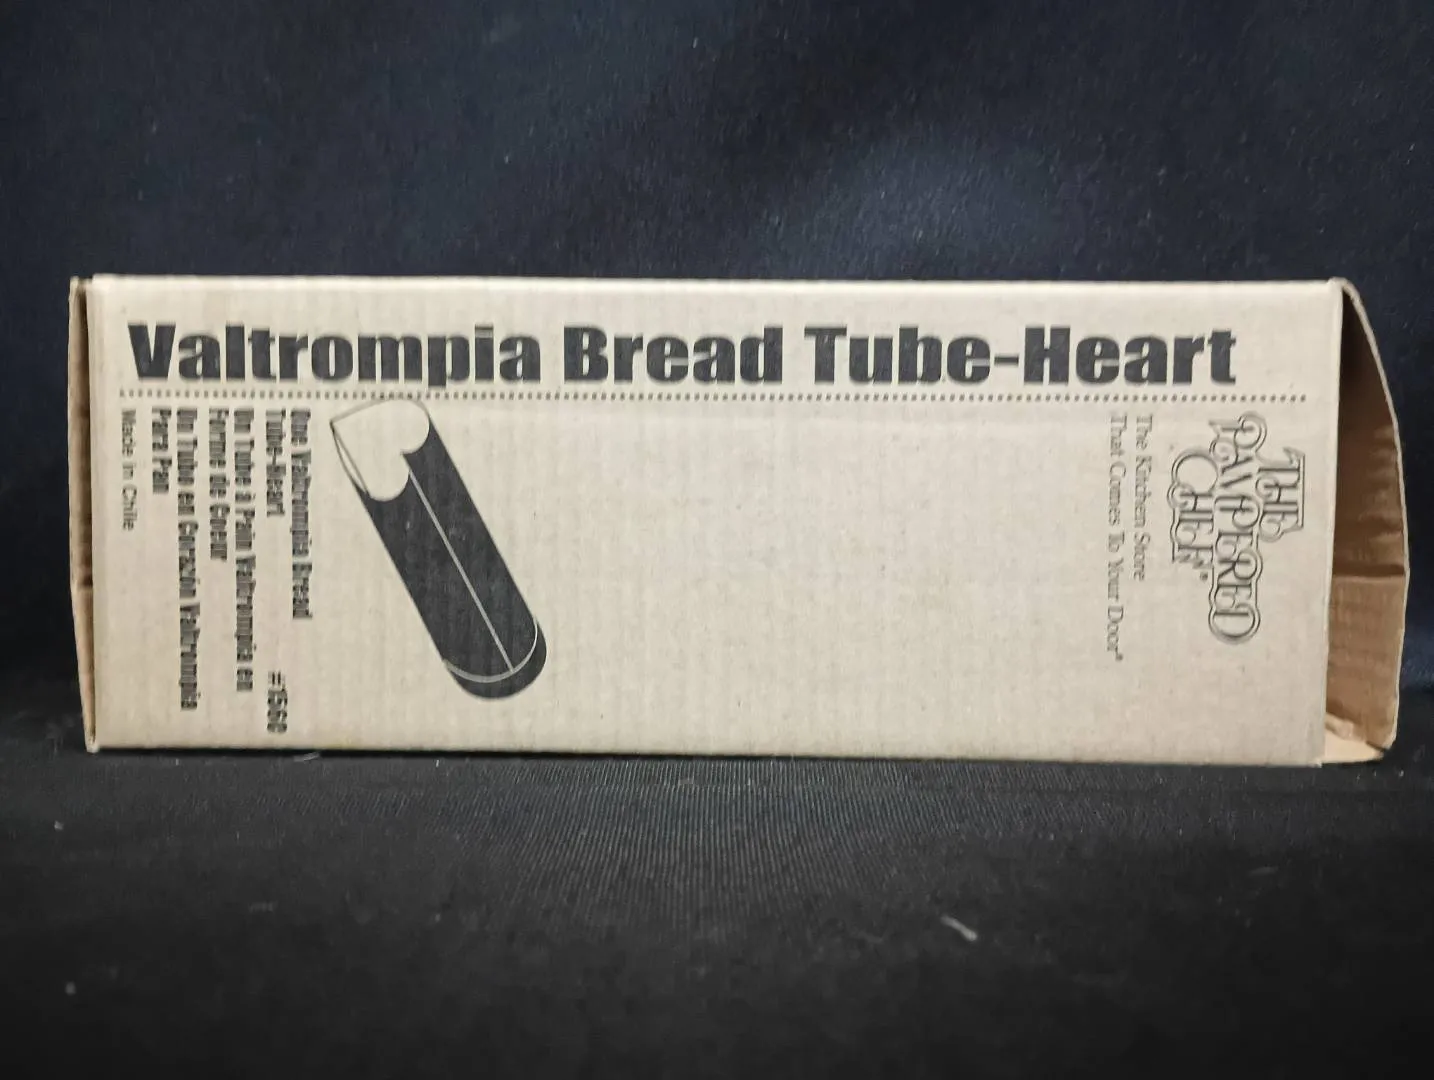 Valtrompia Bread Tube-Heart
THE
PAMPERED
CHEF®
The Kitchen Store
That Comes To Your Door®
One Valtrompia Bread
Tube-Heart #1560
Un Tube à Pain Valtrompia en
Forme de Coeur
Un Tubo en Corazón Valtrompia
Para Pan
Made in Chile